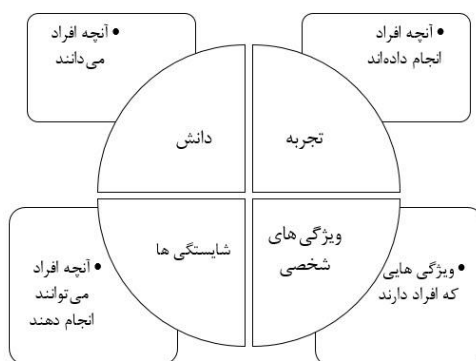 • آنچه افراد
انجام داده‌اند
• آنچه افراد
می‌دانند
تجربه
دانش
ویژگی های
شخصی
شایستگی ها
• ویژگی هایی
که افراد دارند
• آنچه افراد
می‌توانند
انجام دهند